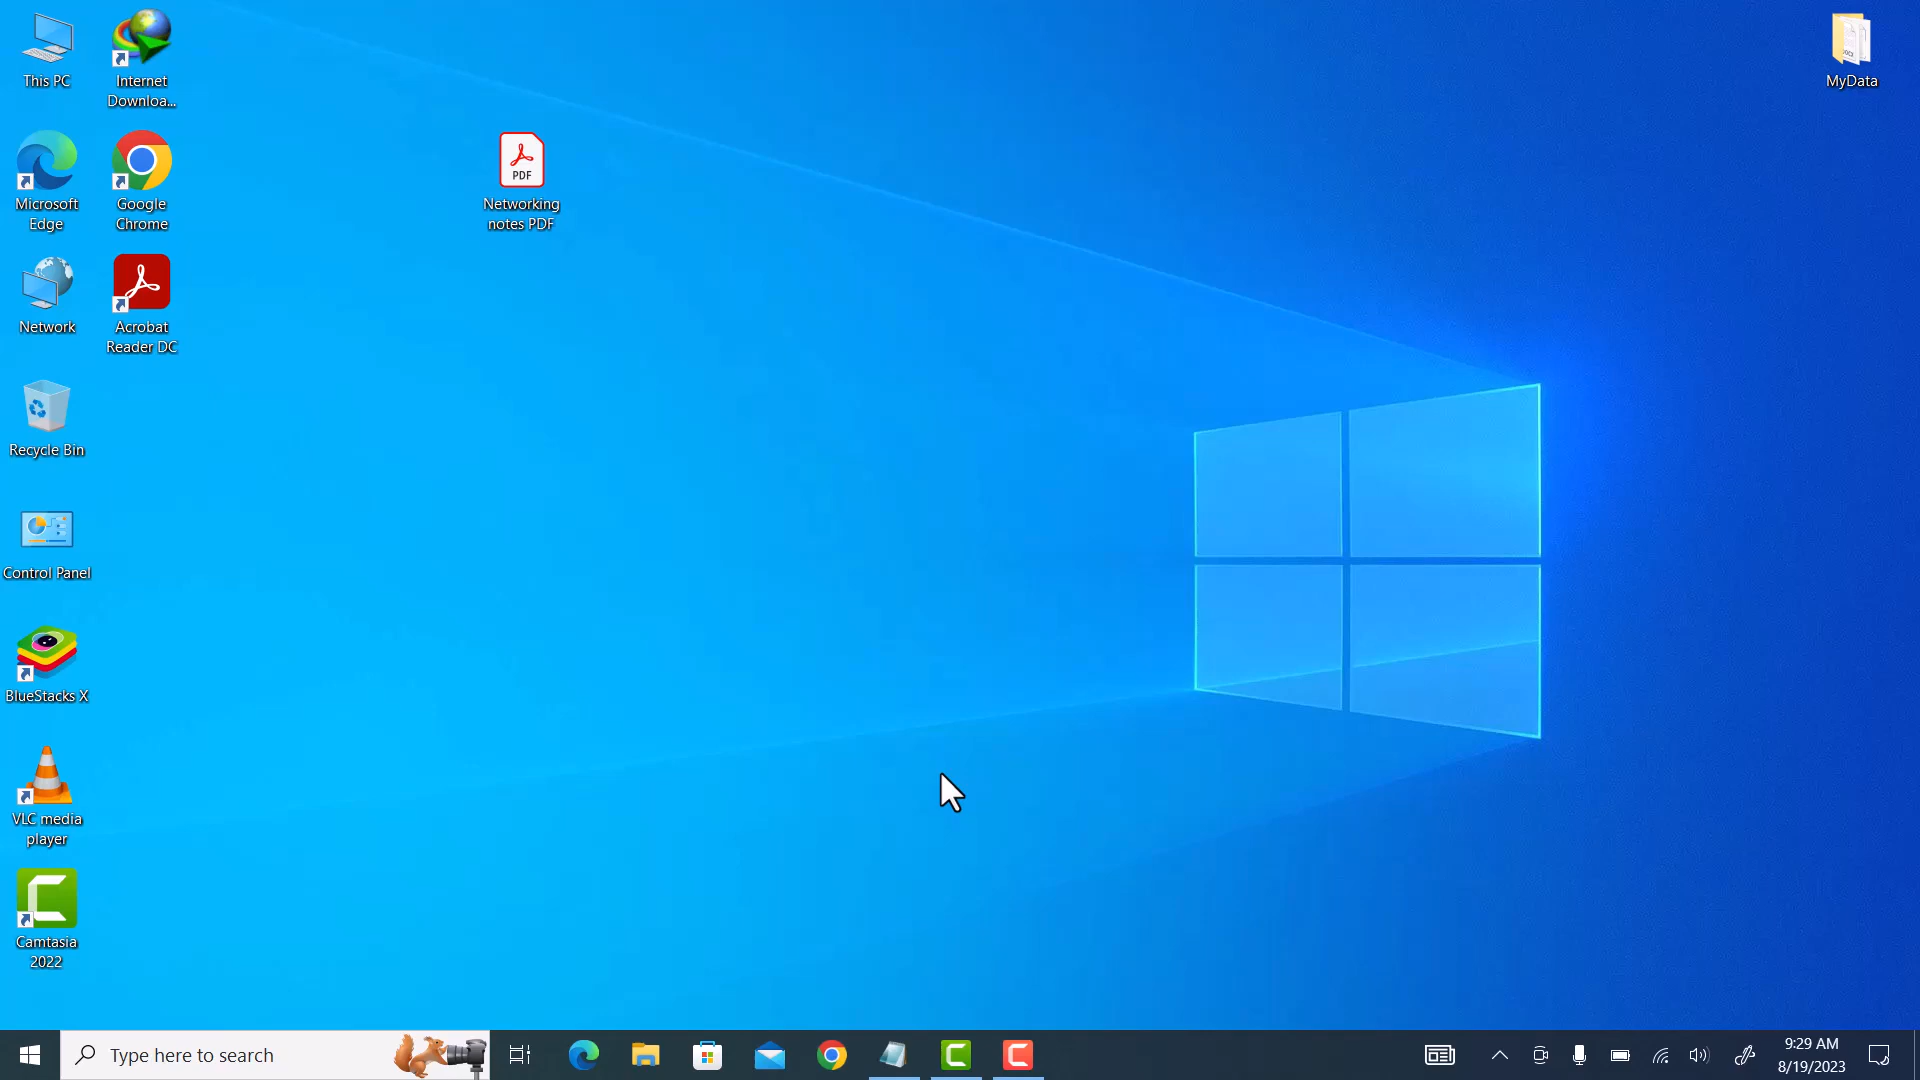 This PC
Internet
Downloa...
MyData
Microsoft
Edge
Google
Chrome
PDF
Networking
notes PDF
Network
Acrobat
Reader DC
Recycle Bin
Control Panel
BlueStacks X
VLC media
player
Camtasia
2022
Type here to search
9:29 AM
8/19/2023